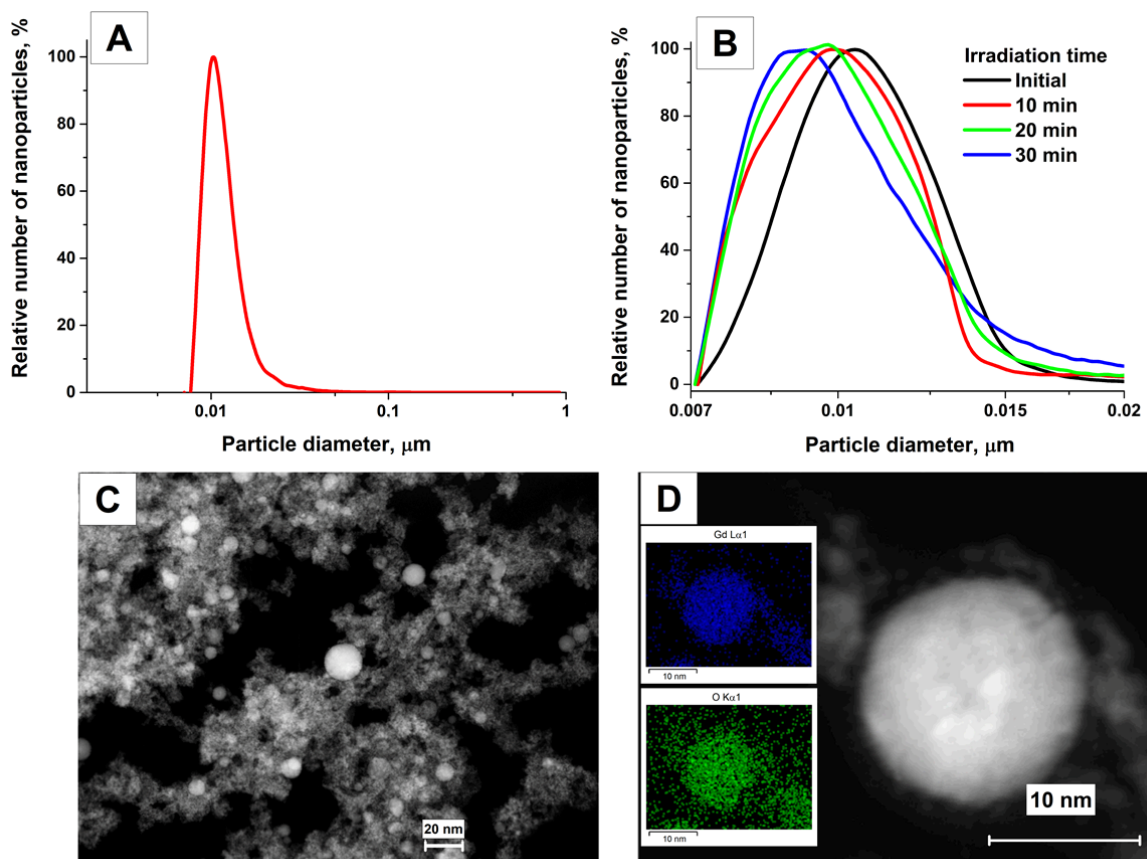 A
Relative number of nanoparticles, %
100
80
60
40
20
0
0.01
0.1
1
Particle diameter, μm
B
Relative number of nanoparticles, %
100
80
60
40
20
0
0.007
0.01
0.015
0.02
Particle diameter, μm
Irradiation time
Initial
10 min
20 min
30 min
C
20 nm
D
Gd Lα1
10 nm
O Kα1
10 nm
10 nm